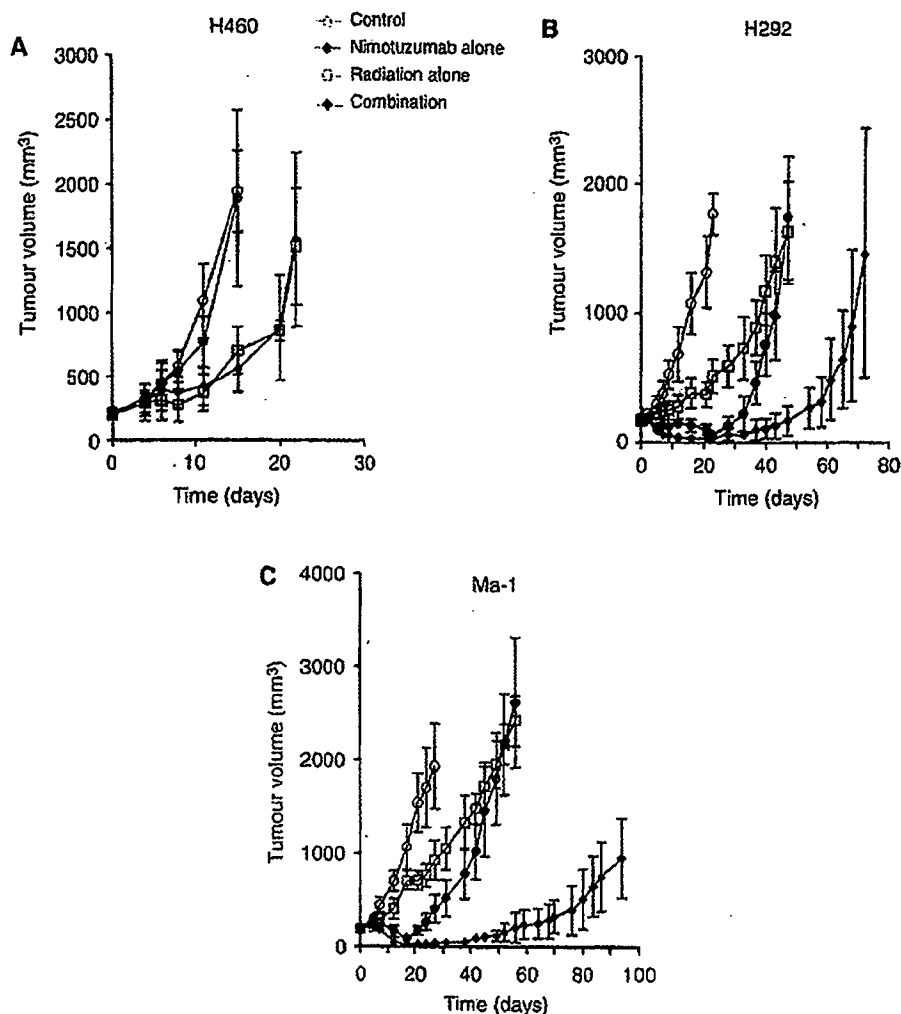 A
H460
Control
Nimotuzumab alone
Radiation alone
Combination
3000
2500
2000
1500
1000
500
0
Tumour volume (mm³)
0
10
20
30
Time (days)
B
H292
3000
2000
1000
0
Tumour volume (mm³)
0
20
40
60
80
Time (days)
C
Ma-1
4000
3000
2000
1000
0
Tumour volume (mm³)
0
20
40
60
80
100
Time (days)